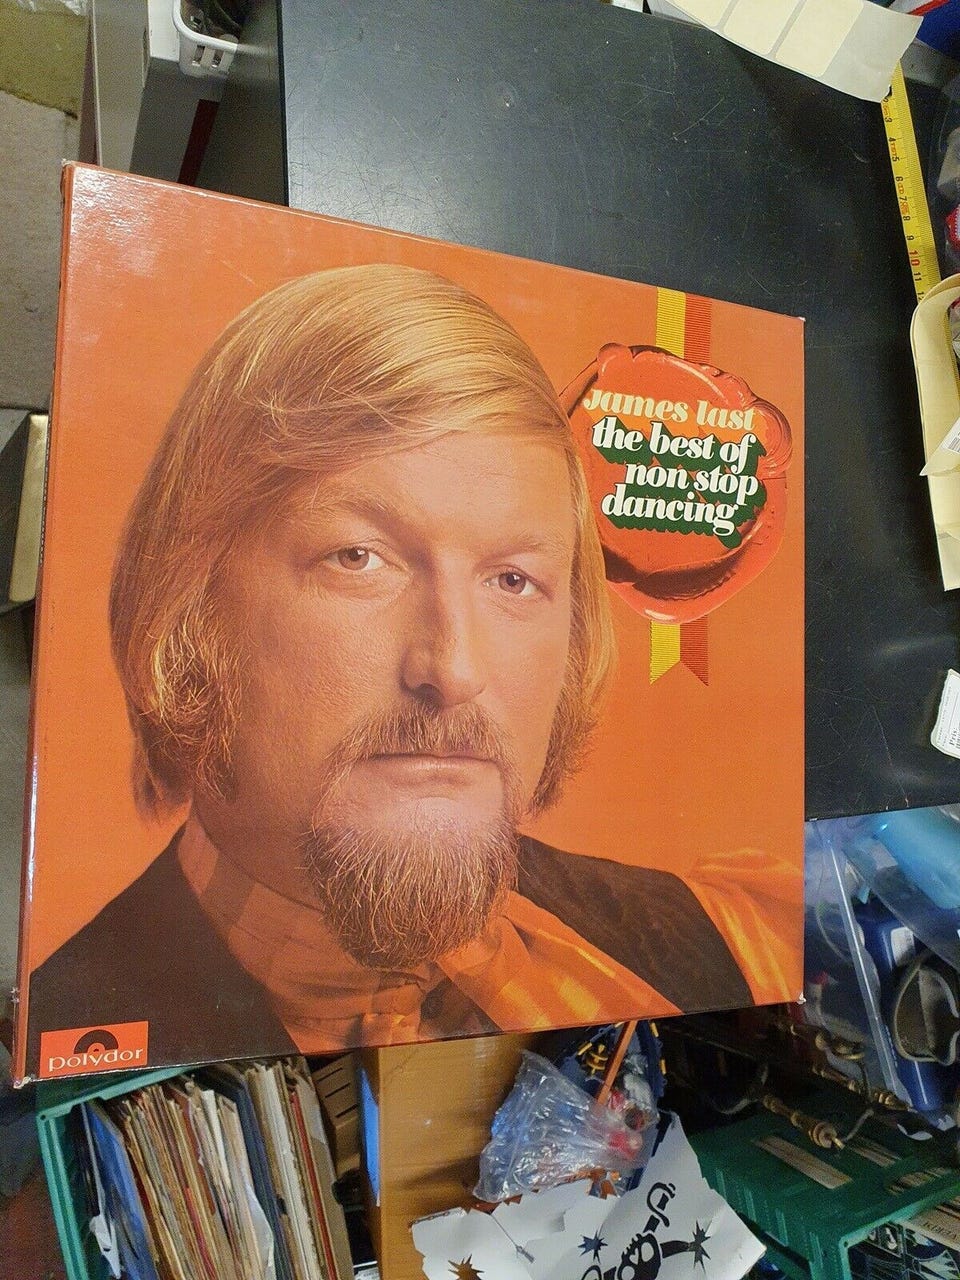 james last
the best of
non stop
dancing
polydor